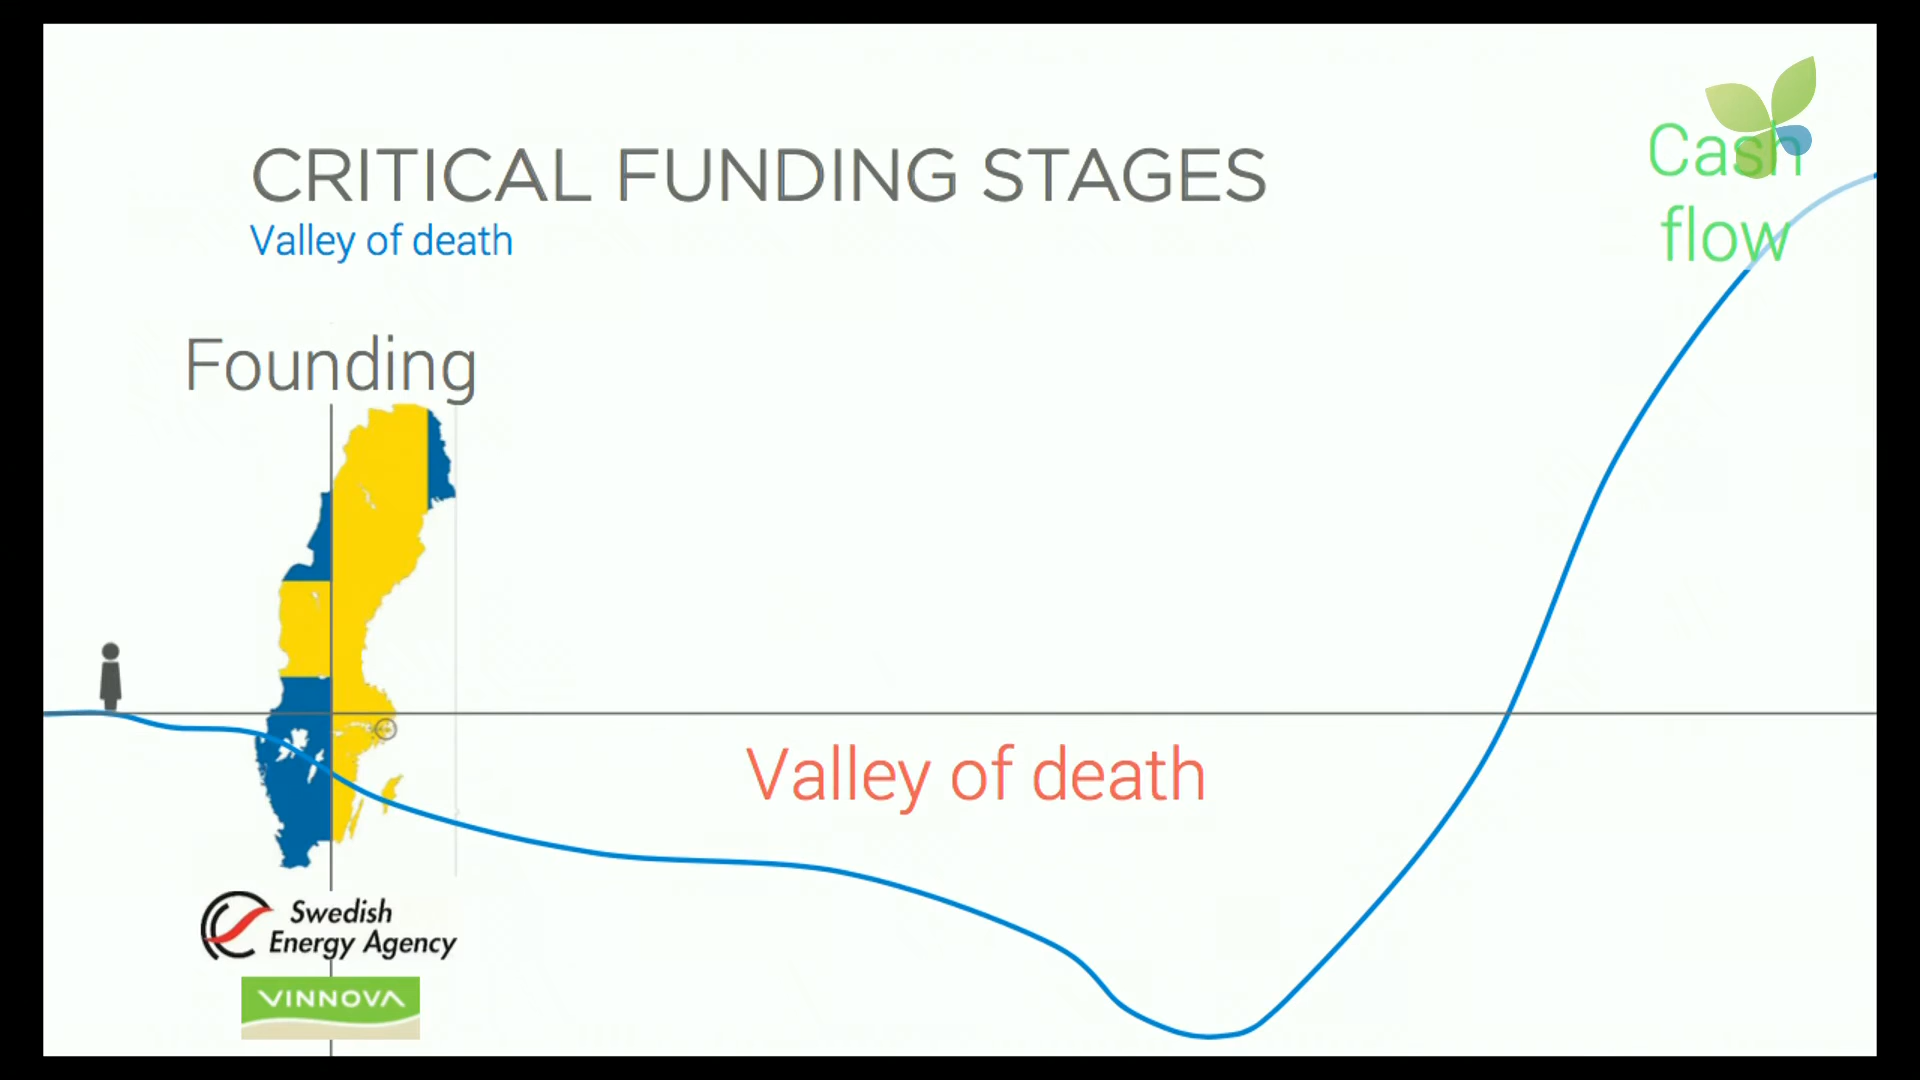 CRITICAL FUNDING STAGES
Valley of death
Cash
flow
Founding
Valley of death
Swedish
Energy Agency
VINNOVA